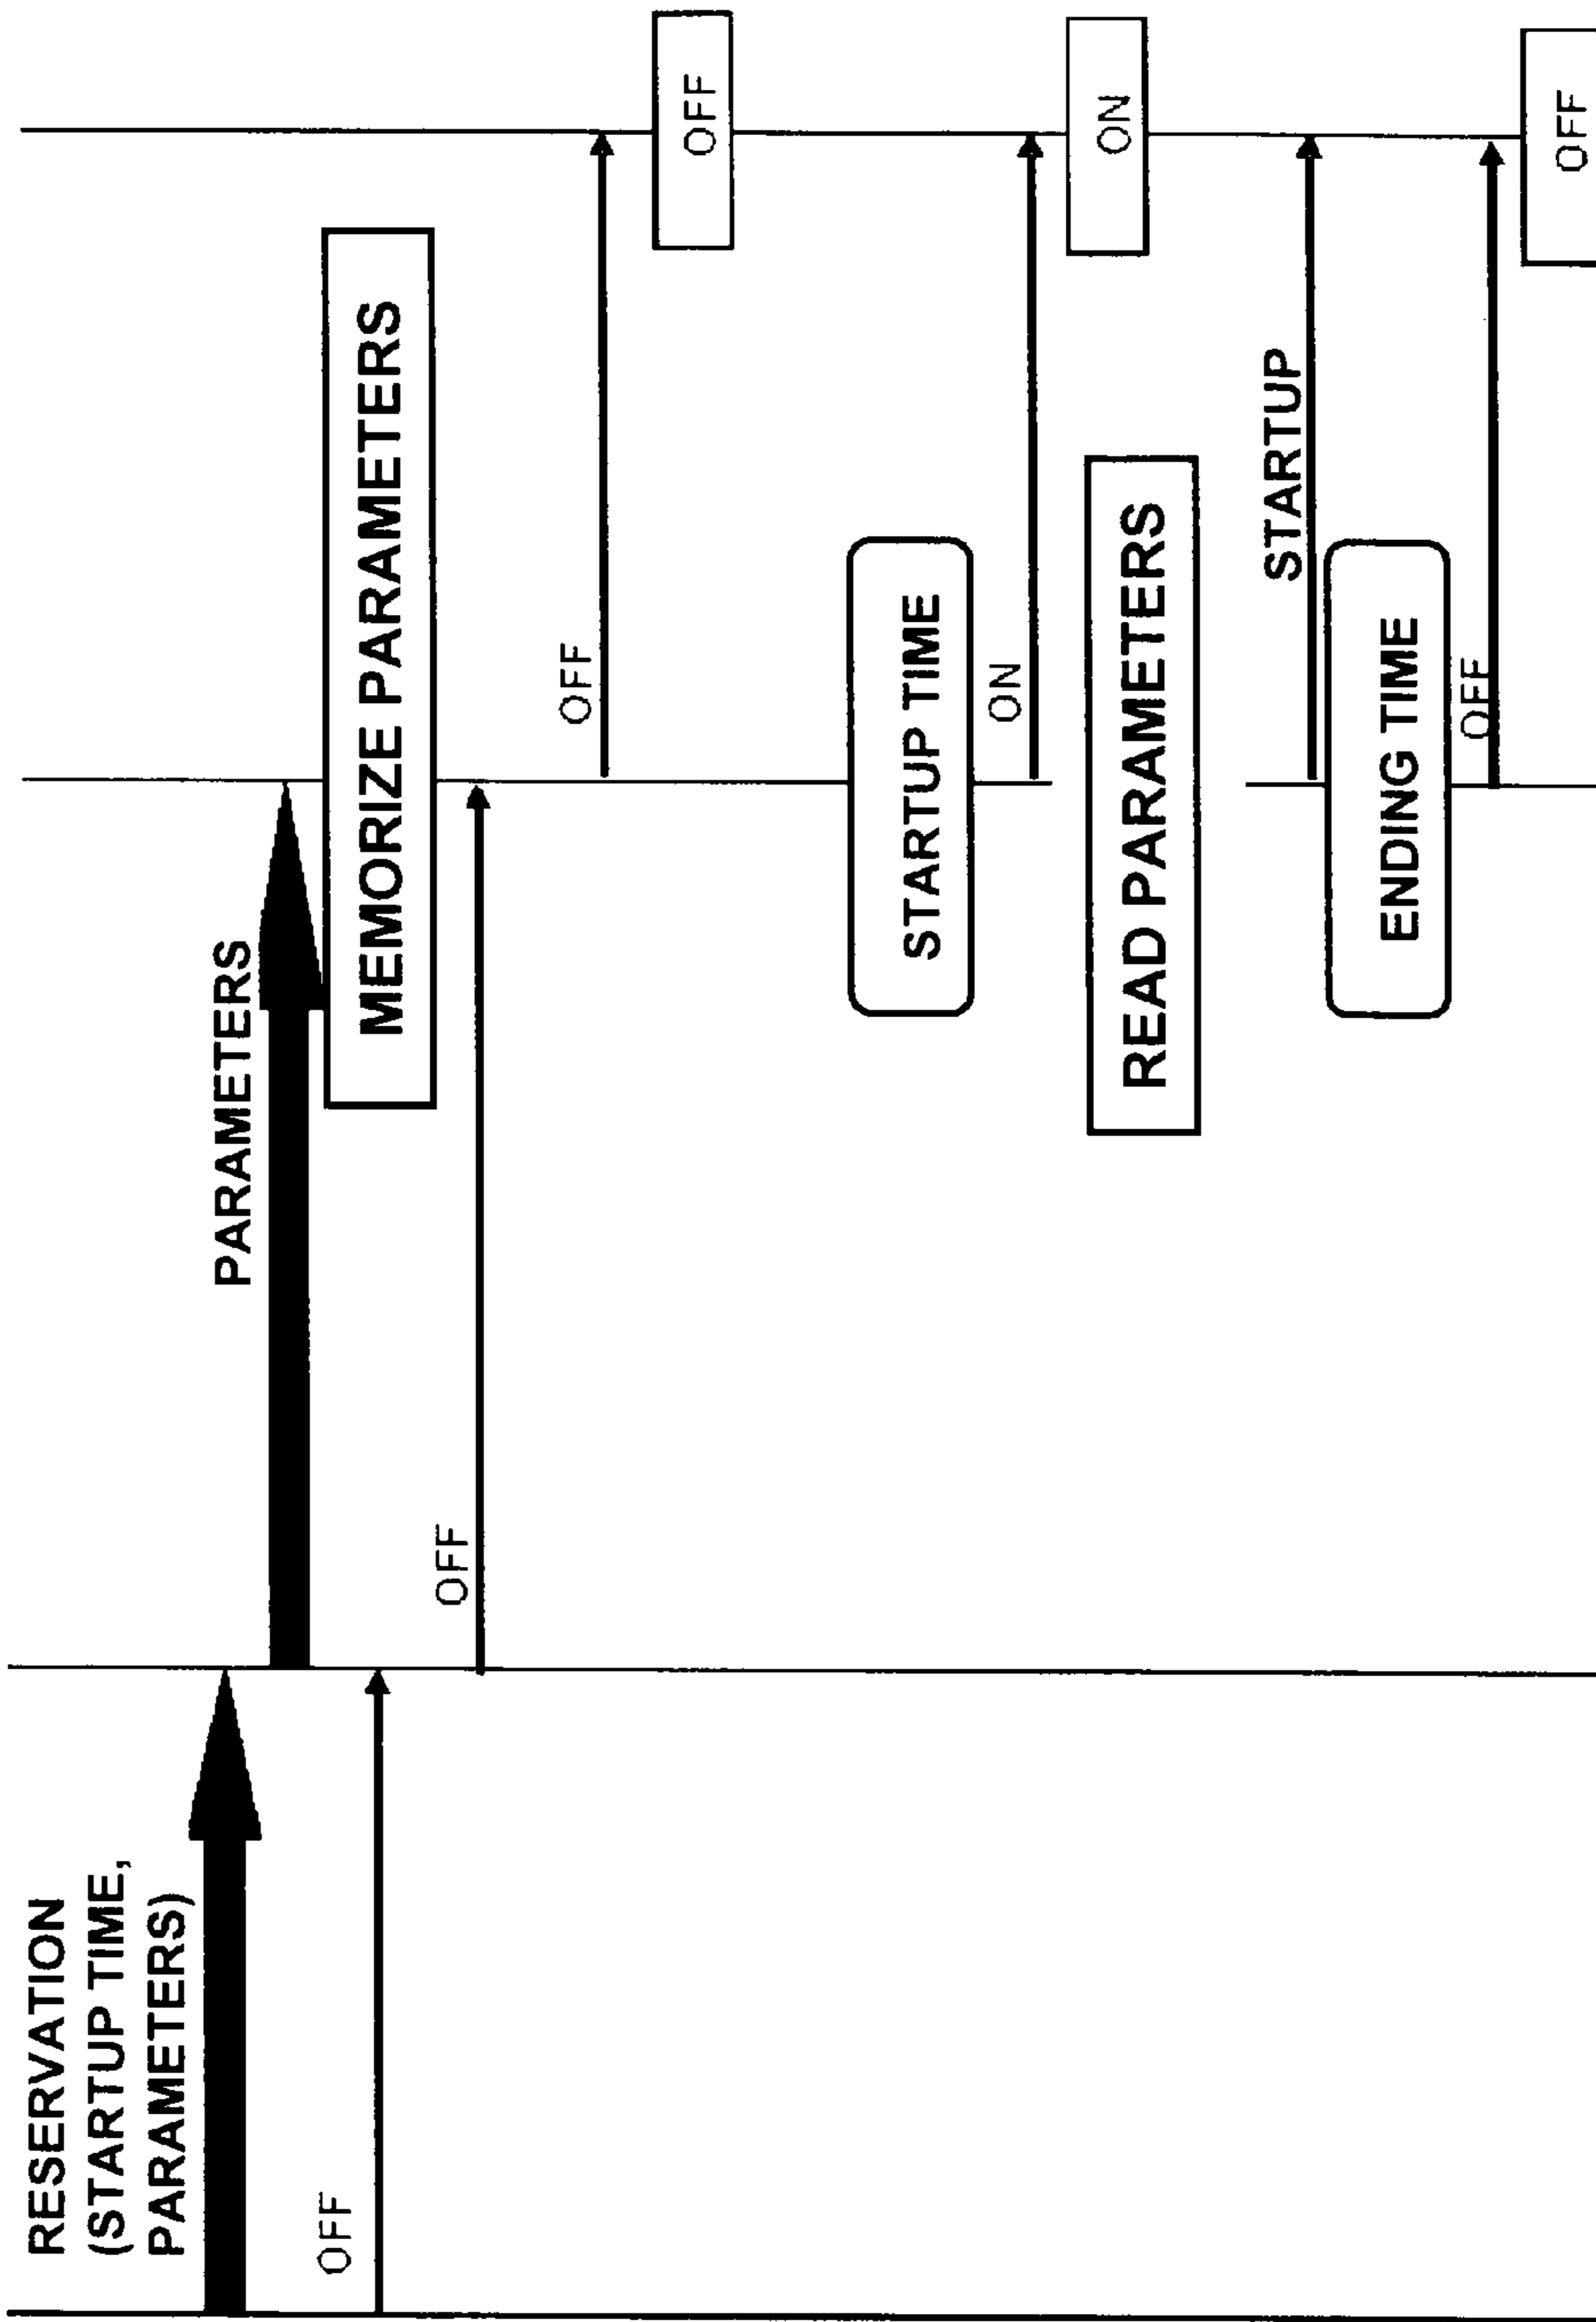 RESERVATION
(STARTUP TIME,
PARAMETERS)
PARAMETERS
OFF
MEMORIZE PARAMETERS
OFF
OFF
OFF
STARTUP TIME
ON
ON
READ PARAMETERS
STARTUP
ENDING TIME
OFF
OFF